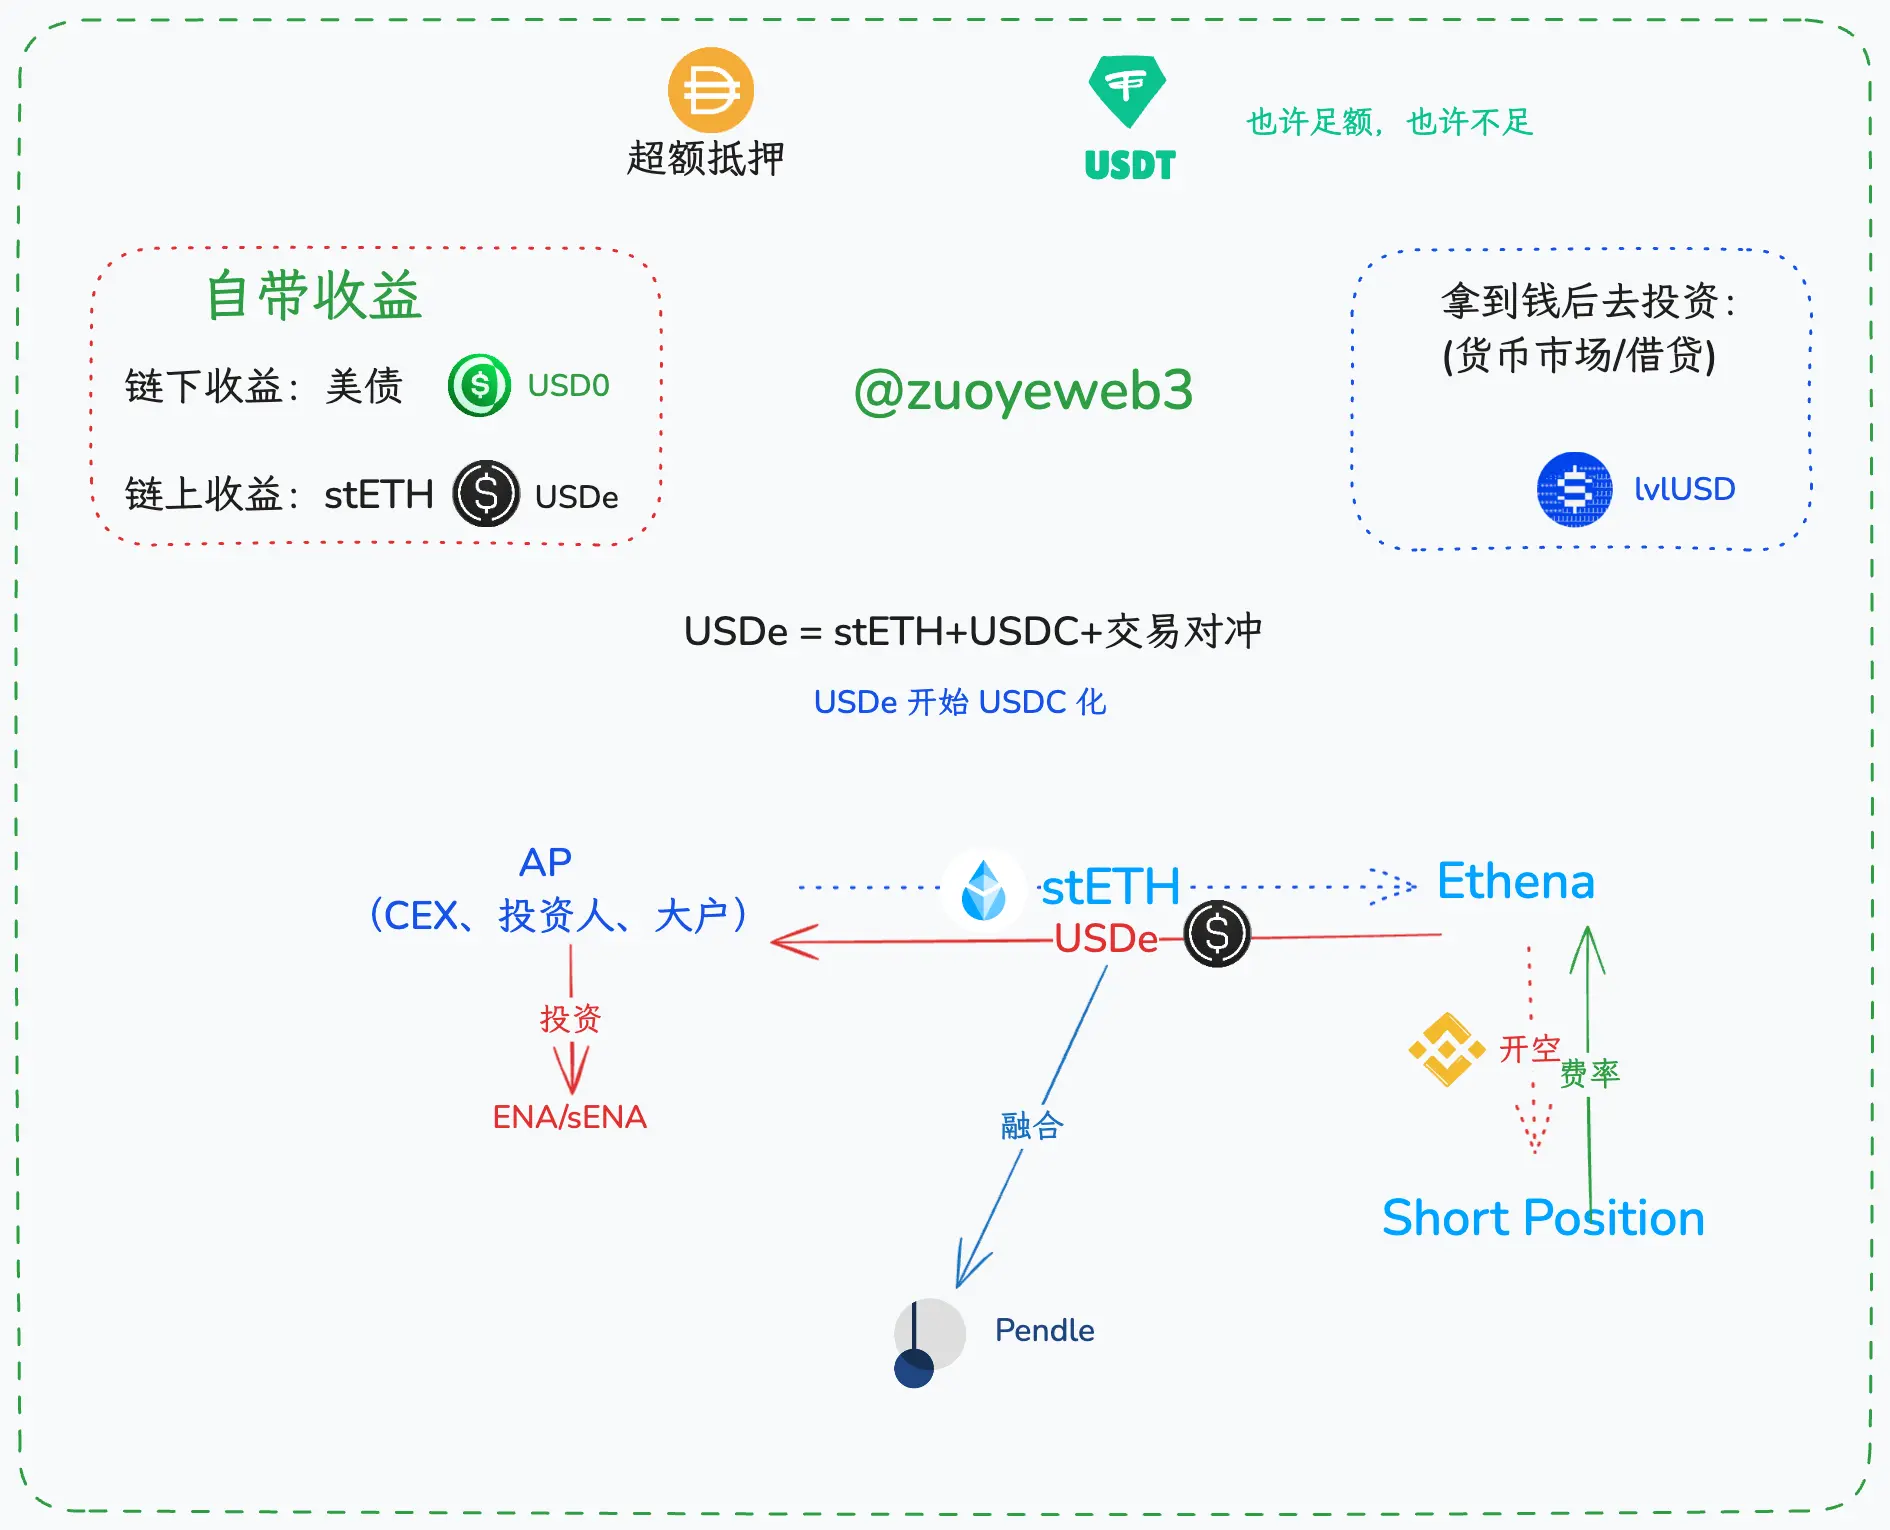 超额抵押
USDT
也许足额，也许不足
自带收益
链下收益：美债
USD0
链上收益：stETH
USDe
@zuoyeweb3
拿到钱后去投资：
(货币市场/借贷)
lvlUSD
USDe = stETH+USDC+交易对冲
USDe 开始 USDC 化
AP
（CEX、投资人、大户）
stETH
USDe
Ethena
投资
ENA/sENA
开空
费率
融合
Short Position
Pendle